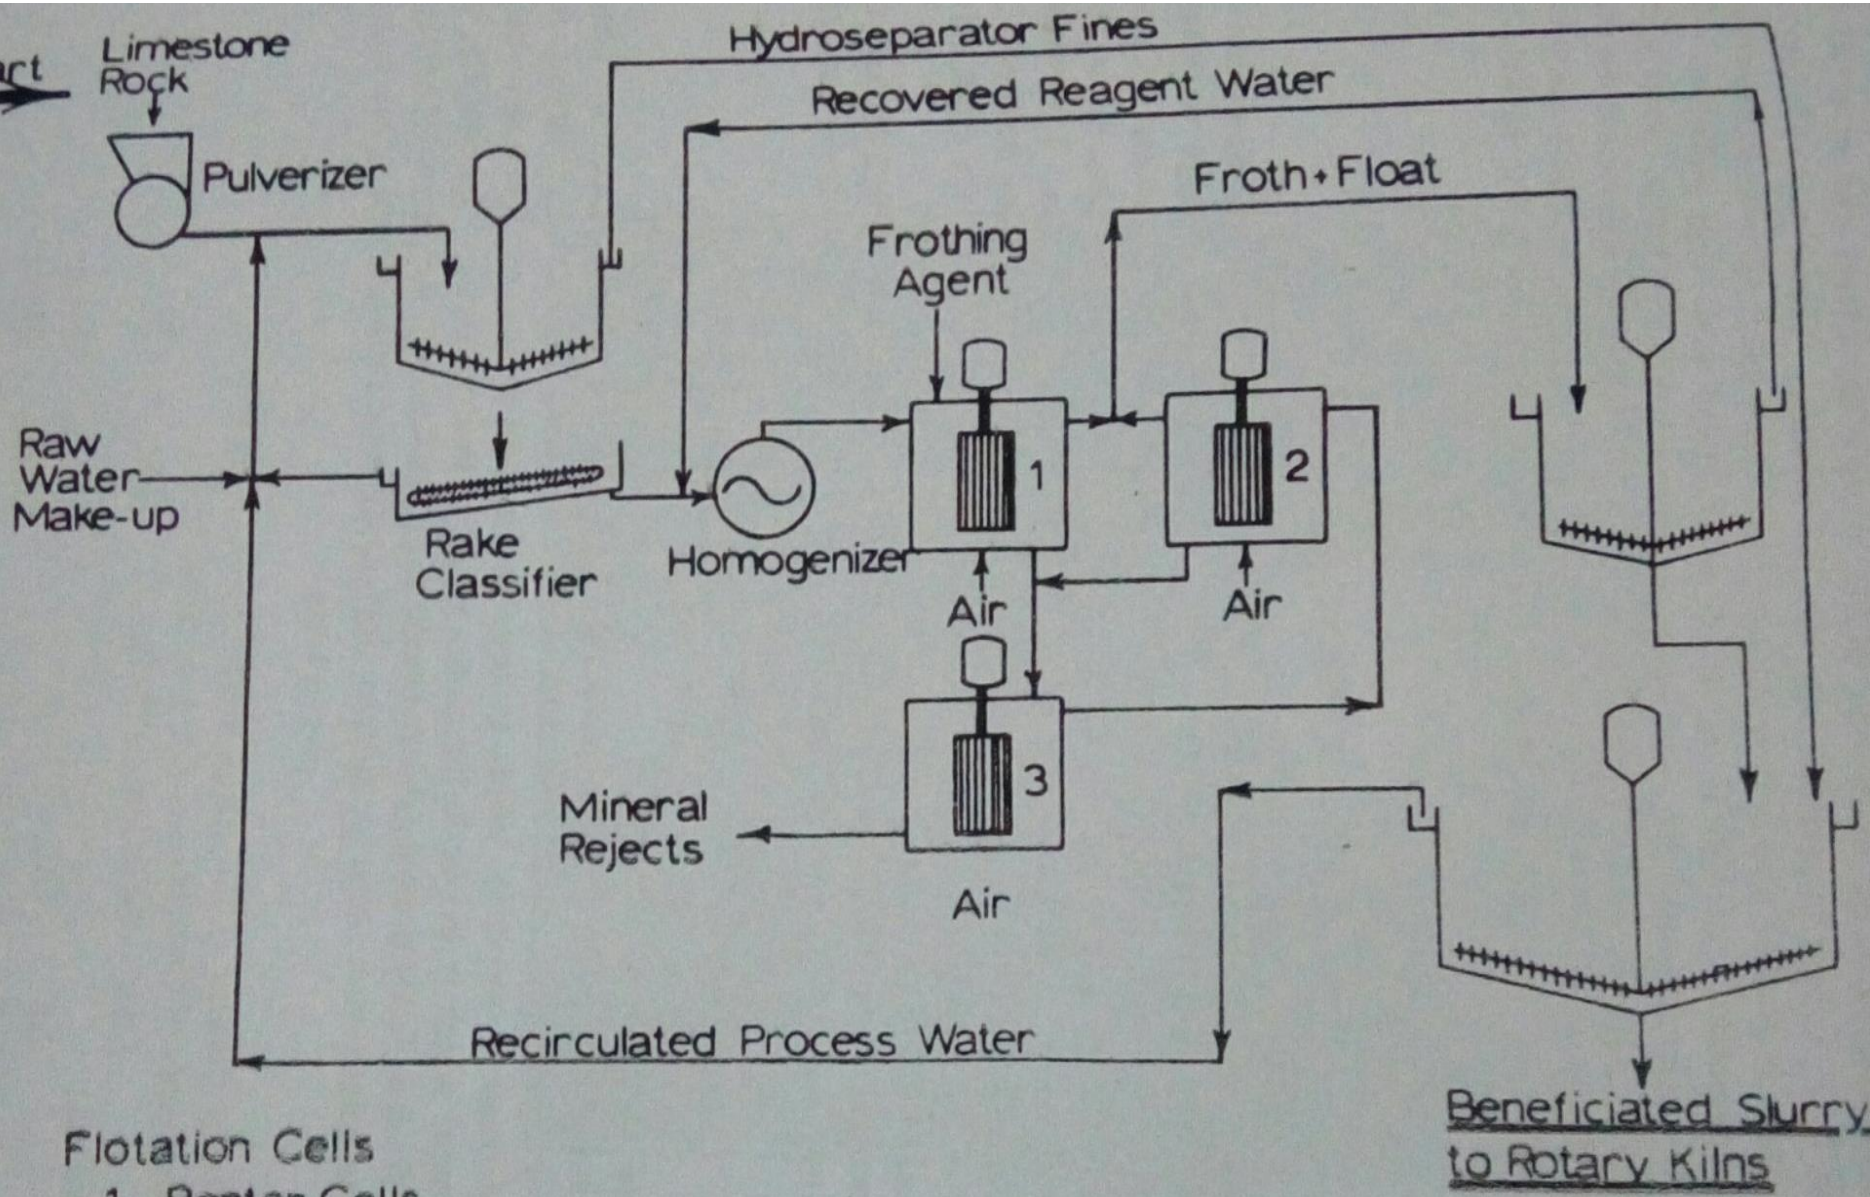 Limestone
Rock
Pulverizer
Hydroseparator Fines
Recovered Reagent Water
Froth + Float
Frothing
Agent
Raw
Water
Make-up
Rake
Classifier
Homogenizer
1
2
Air
Air
3
Mineral
Rejects
Air
Recirculated Process Water
Beneficiated Slurry
to Rotary Kilns
Flotation Cells